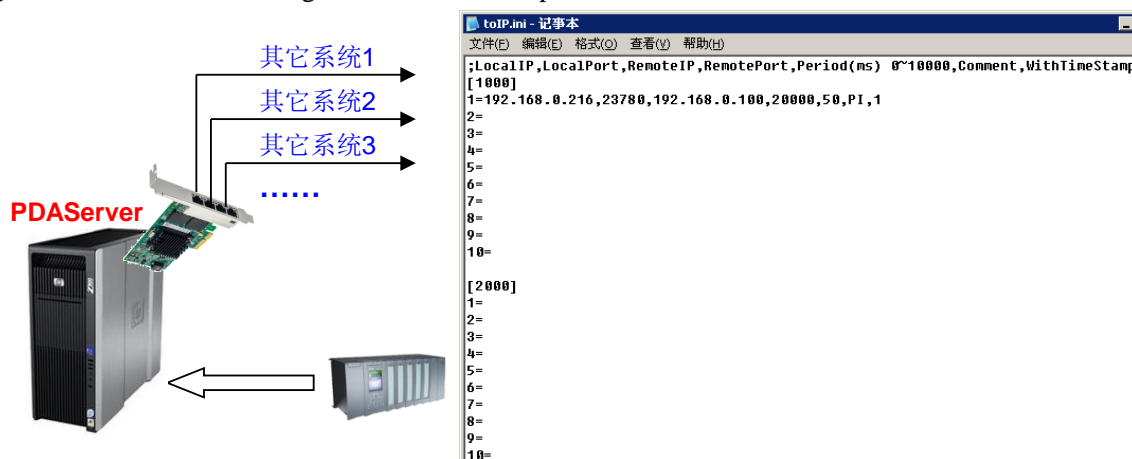 其它系统1
其它系统2
其它系统3
......
PDAServer
toIP.ini - 记事本
文件(F) 编辑(E) 格式(O) 查看(V) 帮助(H)
;LocalIP,LocalPort,RemoteIP,RemotePort,Period(ms) 0~10000,Comment,WithTimeStamp
[1000]
1=192.168.0.216,23780,192.168.0.100,20000,50,PI,1
2=
3=
4=
5=
6=
7=
8=
9=
10=
[2000]
1=
2=
3=
4=
5=
6=
7=
8=
9=
10=